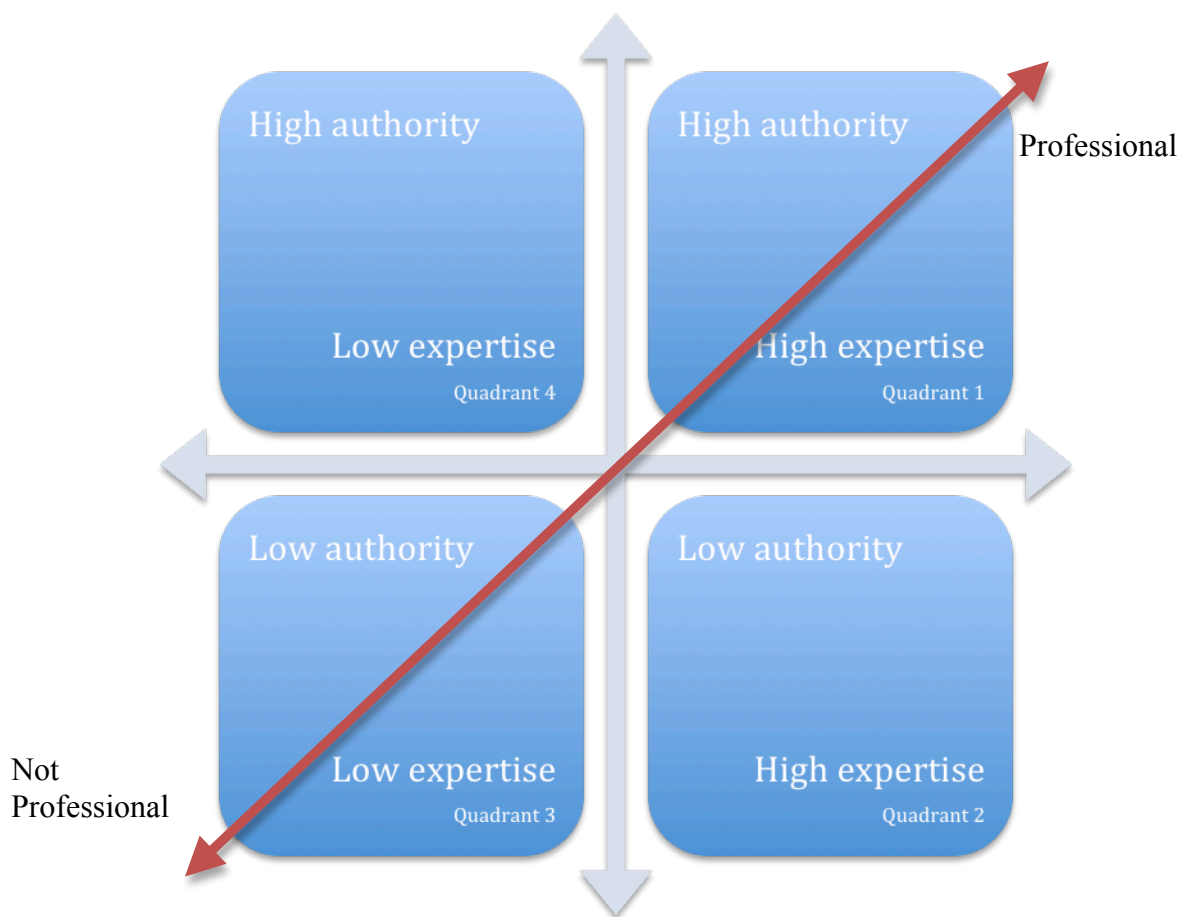 High authority
Low expertise
Quadrant 4
High authority
High expertise
Quadrant 1
Professional
Low authority
Low expertise
Quadrant 3
Low authority
High expertise
Quadrant 2
Not
Professional